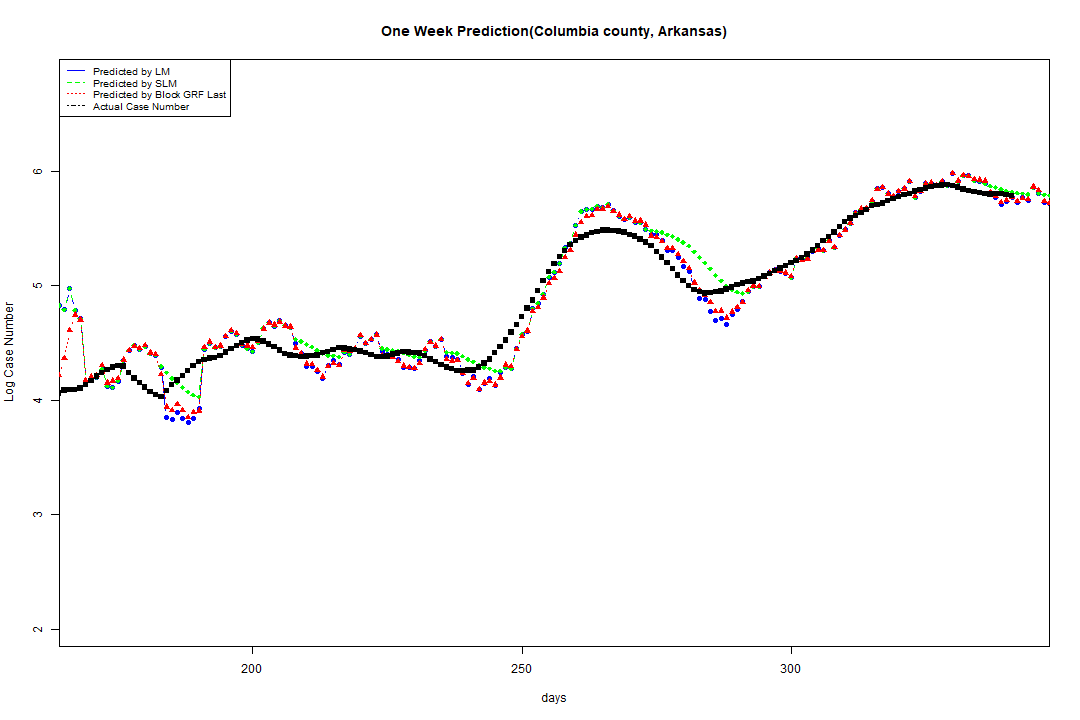 One Week Prediction(Columbia county, Arkansas)
Predicted by LM
Predicted by SLM
Predicted by Block GRF Last
Actual Case Number
6
5
4
3
2
Log Case Number
200 250 300
days